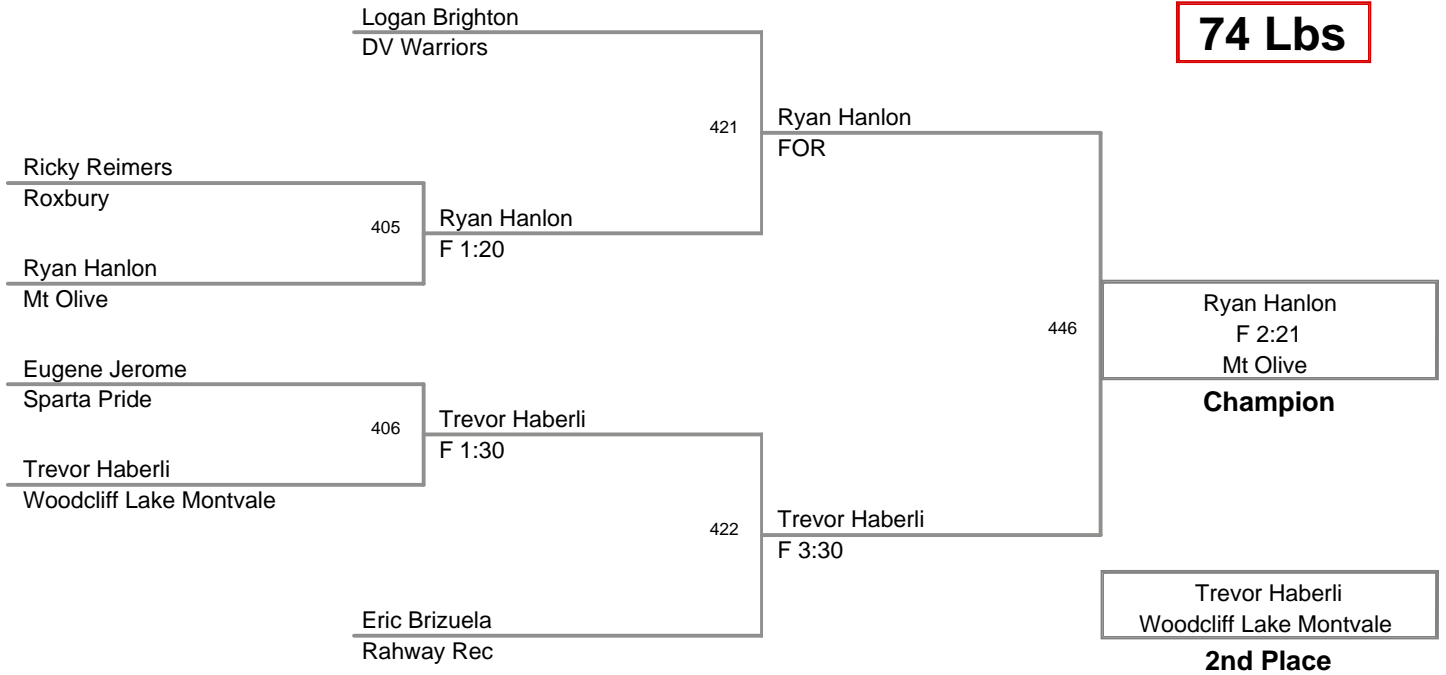 Logan Brighton
DV Warriors
74 Lbs
421
Ryan Hanlon
FOR
Ricky Reimers
Roxbury
405
Ryan Hanlon
F 1:20
Ryan Hanlon
Mt Olive
446
Ryan Hanlon
F 2:21
Mt Olive
Champion
Eugene Jerome
Sparta Pride
406
Trevor Haberli
F 1:30
Trevor Haberli
Woodcliff Lake Montvale
422
Trevor Haberli
F 3:30
Eric Brizuela
Rahway Rec
Trevor Haberli
Woodcliff Lake Montvale
2nd Place